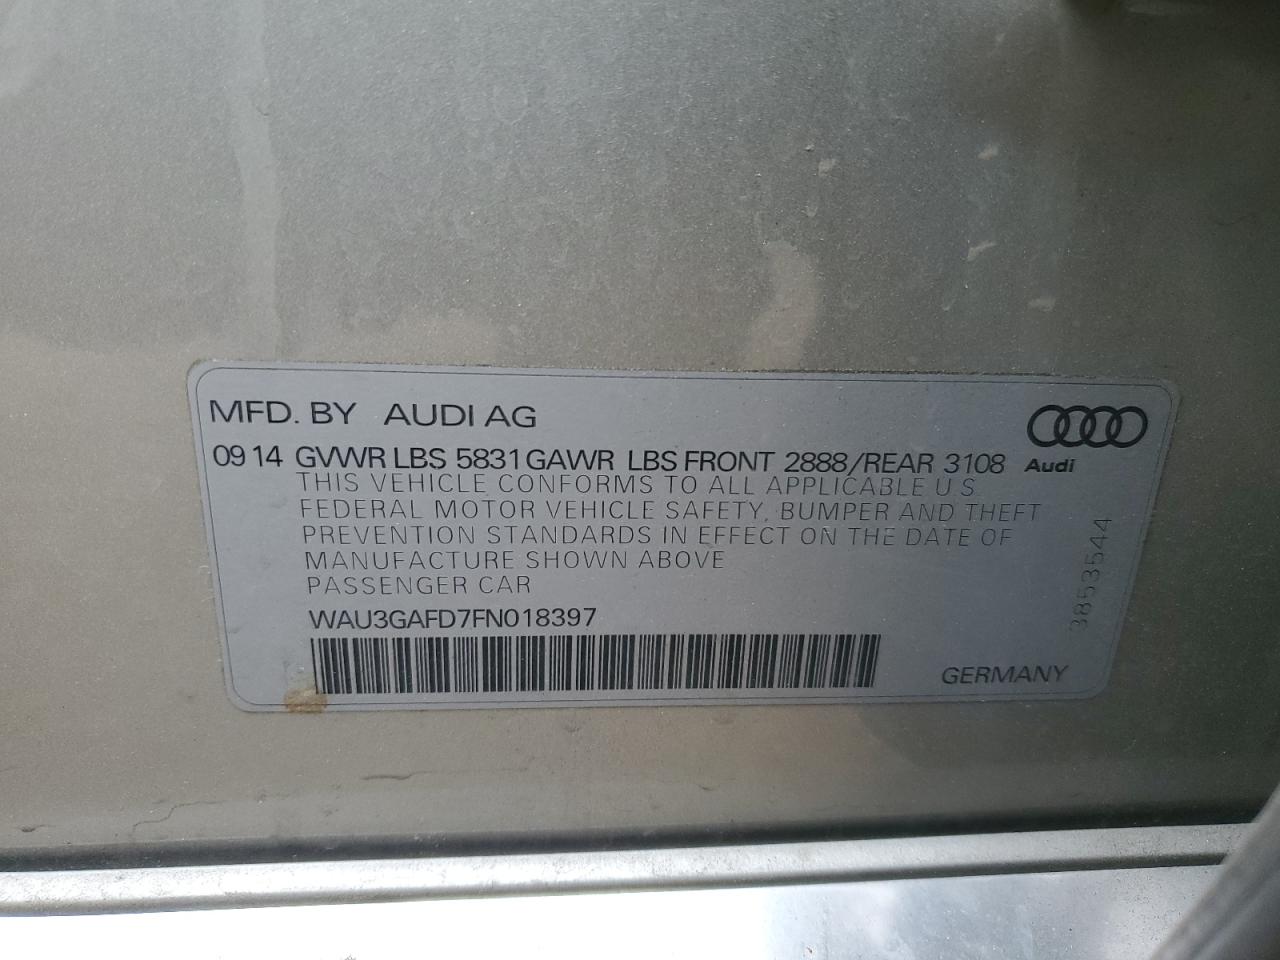 MFD. BY AUDI AG
09 14 GVWR LBS 5831 GAWR LBS FRONT 2888/REAR 3108
Audi
THIS VEHICLE CONFORMS TO ALL APPLICABLE U S
FEDERAL MOTOR VEHICLE SAFETY, BUMPER AND THEFT
PREVENTION STANDARDS IN EFFECT ON THE DATE OF
MANUFACTURE SHOWN ABOVE
PASSENGER CAR
WAU3GAFD7FN018397
GERMANY
3853544